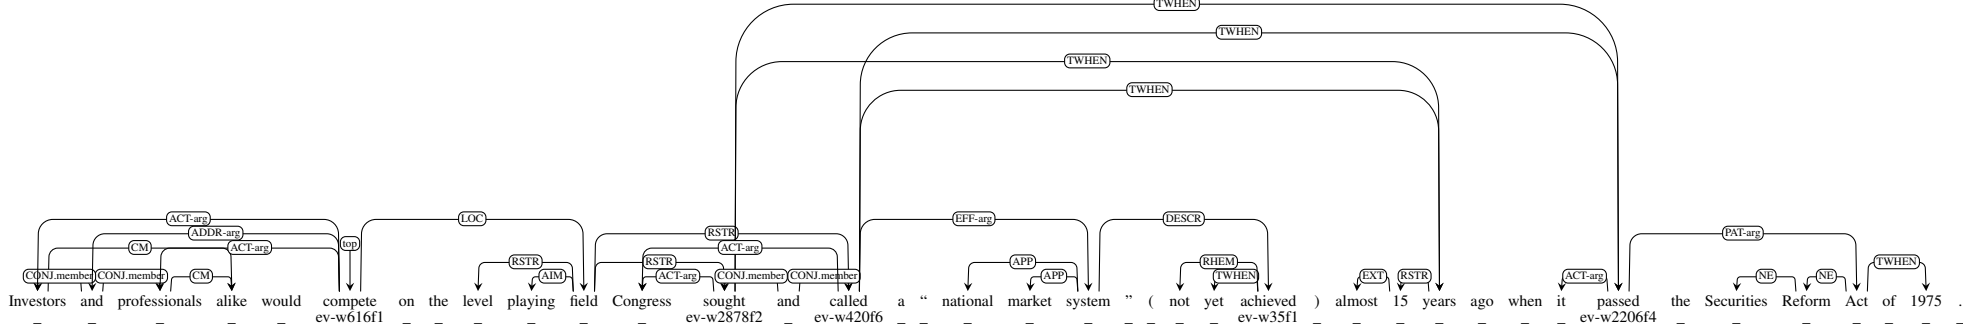 TWHEN
TWHEN
TWHEN
TWHEN
ACT-arg LOC EFF-arg DESCR
ADDR-arg RSTR PAT-arg
CM ACT-arg top ACT-arg
RSTR RSTR APP RHEM TWHEN
CONJ.member CONJ.member CM AIM ACT-arg CONJ.member CONJ.member APP TWHEN EXT RSTR ACT-arg NE NE
Investors and professionals alike would compete on the level playing field Congress sought and called a “ national market system ” ( not yet achieved ) almost 15 years ago when it passed the Securities Reform Act of 1975 .
_ _ _ _ _ ev-w616f1 _ _ _ _ _ _ ev-w2878f2 _ ev-w420f6 _ _ _ _ _ _ _ _ _ ev-w35f1 _ _ _ _ _ _ _ ev-w2206f4 _ _ _ _ _ _ _